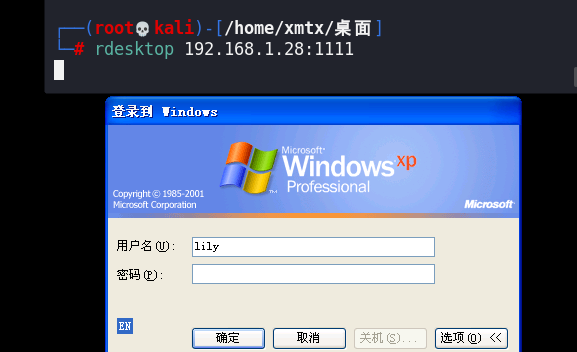 (root💀kali)-[/home/xmtx/桌面]
# rdesktop 192.168.1.28:1111
登录到 Windows
Microsoft®
Windows xp
Professional
Copyright © 1985-2001
Microsoft Corporation
Microsoft
用户名(U): lily
密码(P):
EN
确定 取消 关机(S)... 选项(O) <<